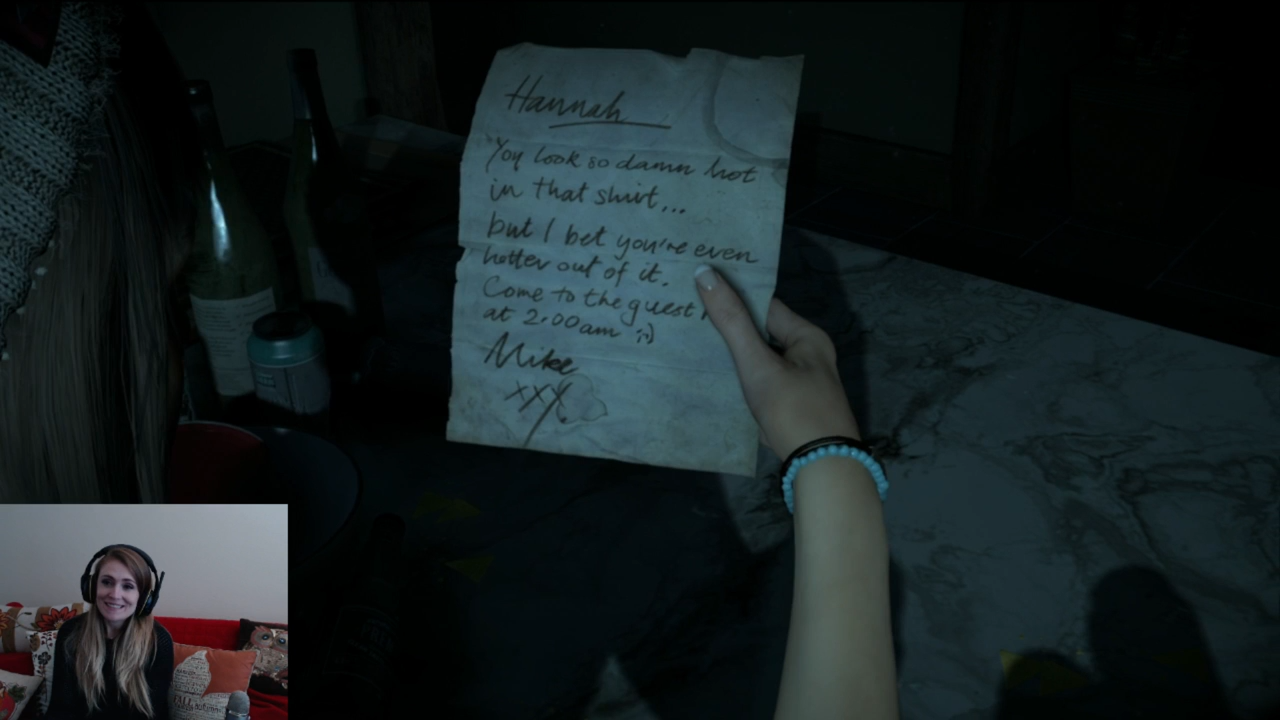 Hannah
You look so damn hot
in that shirt...
but I bet you're even
hotter out of it.
Come to the guest
at 2.00am ;)
Mike
xxx